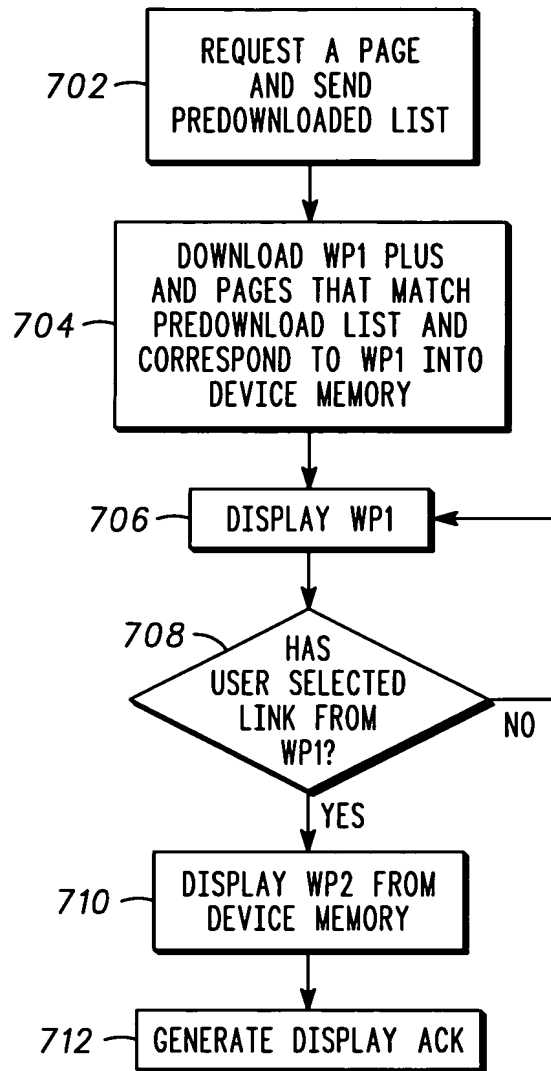 702
REQUEST A PAGE
AND SEND
PREDOWNLOADED LIST
704
DOWNLOAD WP1 PLUS
AND PAGES THAT MATCH
PREDOWNLOAD LIST AND
CORRESPOND TO WP1 INTO
DEVICE MEMORY
706
DISPLAY WP1
708
HAS
USER SELECTED
LINK FROM
WP1?
NO
YES
710
DISPLAY WP2 FROM
DEVICE MEMORY
712
GENERATE DISPLAY ACK